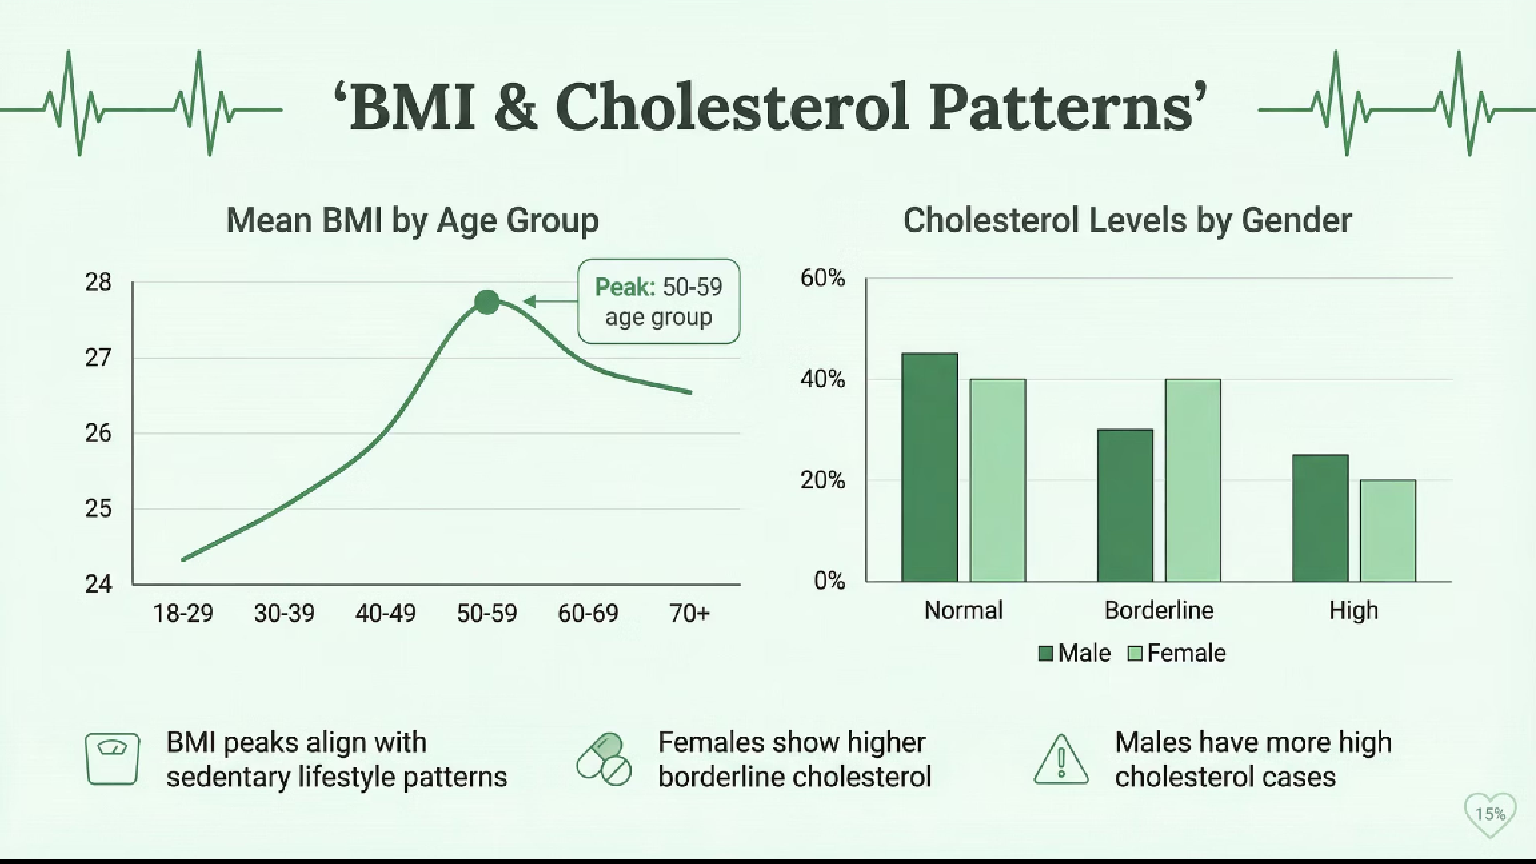 ‘BMI & Cholesterol Patterns’
Mean BMI by Age Group
28
27
26
25
24
Peak: 50-59
age group
18-29 30-39 40-49 50-59 60-69 70+
Cholesterol Levels by Gender
60%
40%
20%
0%
Normal Borderline High
Male Female
BMI peaks align with
sedentary lifestyle patterns
Females show higher
borderline cholesterol
Males have more high
cholesterol cases
15%